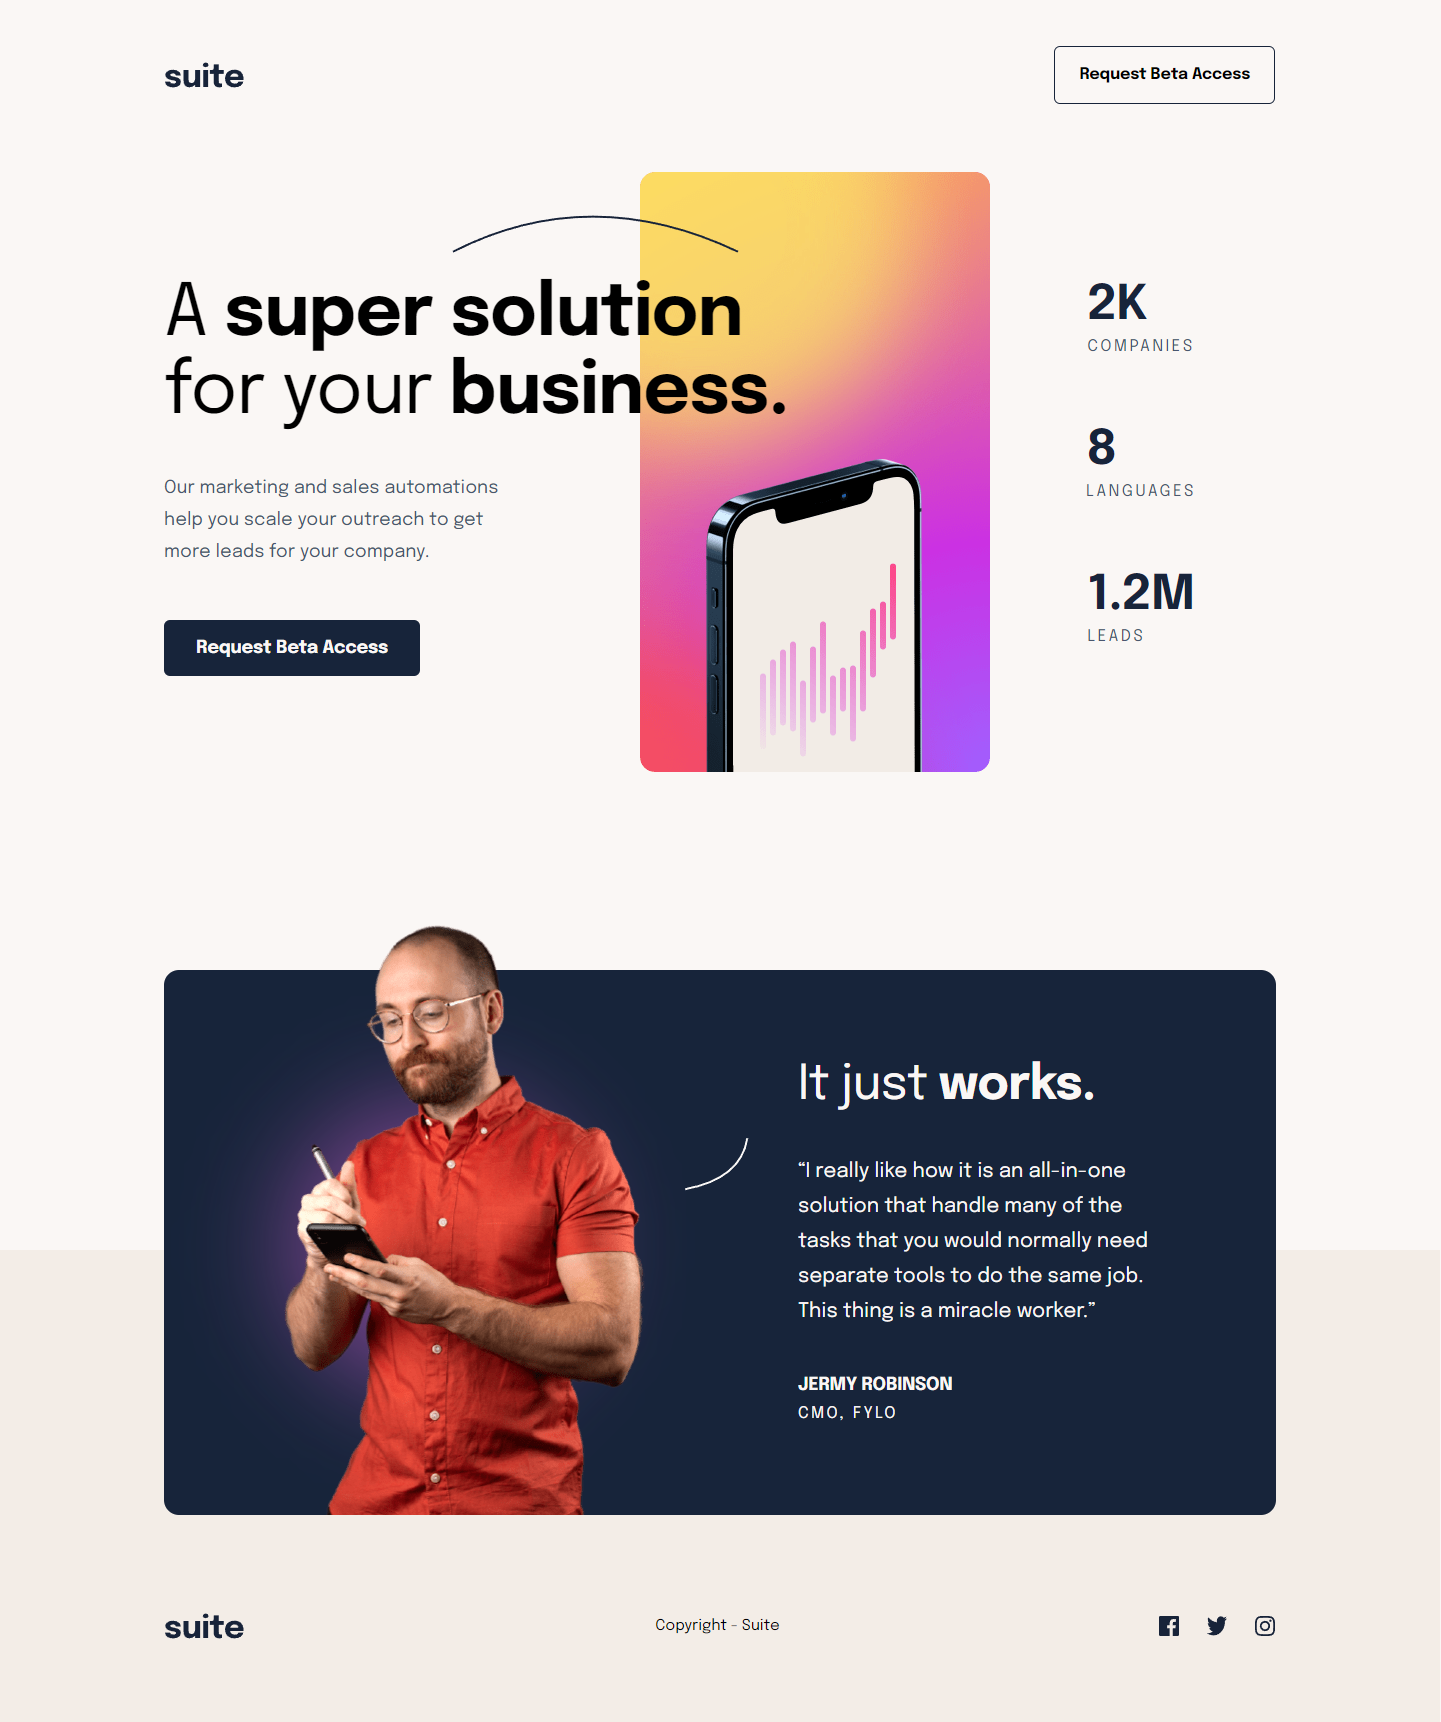 suite
Request Beta Access
A super solution
for your business.
Our marketing and sales automations
help you scale your outreach to get
more leads for your company.
Request Beta Access
2K
COMPANIES
8
LANGUAGES
1.2M
LEADS
It just works.
“I really like how it is an all-in-one
solution that handle many of the
tasks that you would normally need
separate tools to do the same job.
This thing is a miracle worker.”
JERMY ROBINSON
CMO, FYLO
suite
Copyright - Suite